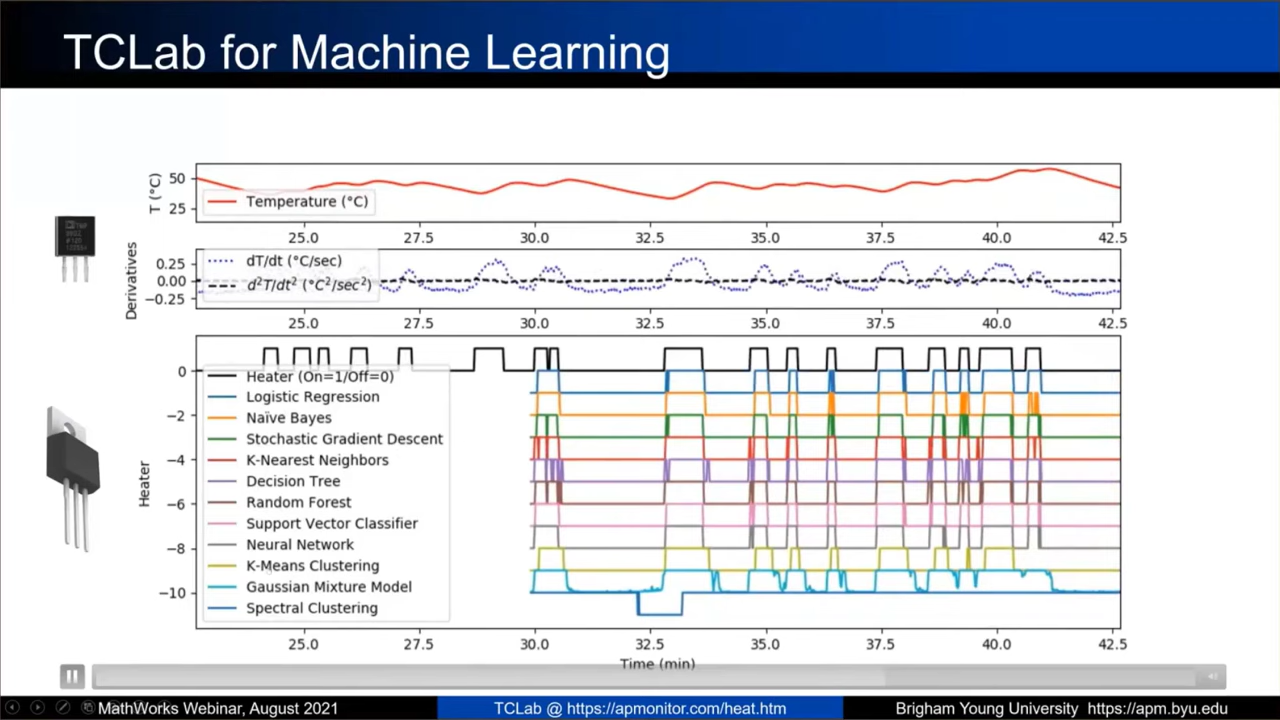 TCLab for Machine Learning
T (°C)
50
25
Temperature (°C)
25.0 27.5 30.0 32.5 35.0 37.5 40.0 42.5
Derivatives
0.25
0.00
−0.25
dT/dt (°C/sec)
d²T/dt² (°C²/sec²)
25.0 27.5 30.0 32.5 35.0 37.5 40.0 42.5
Heater
0
−2
−4
−6
−8
−10
Heater (On=1/Off=0)
Logistic Regression
Naïve Bayes
Stochastic Gradient Descent
K-Nearest Neighbors
Decision Tree
Random Forest
Support Vector Classifier
Neural Network
K-Means Clustering
Gaussian Mixture Model
Spectral Clustering
25.0 27.5 30.0 32.5 35.0 37.5 40.0 42.5
Time (min)
MathWorks Webinar, August 2021
TCLab @ https://apmonitor.com/heat.htm
Brigham Young University https://apm.byu.edu